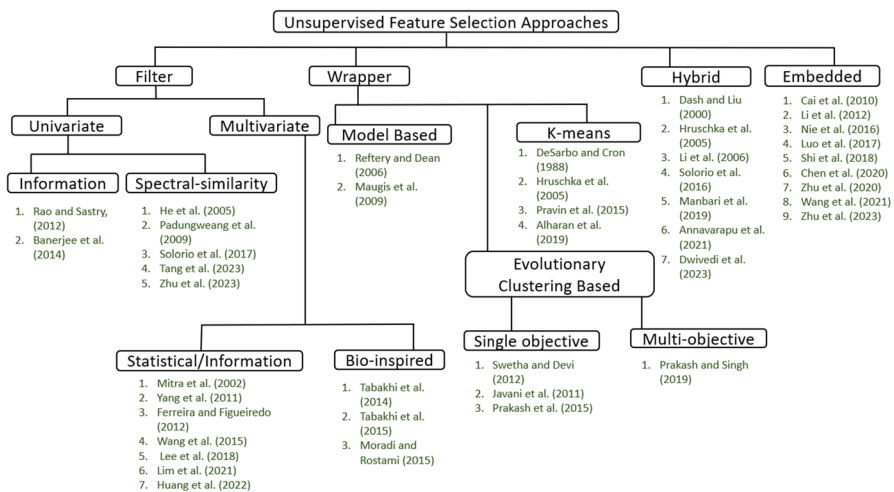 Unsupervised Feature Selection Approaches
Filter
Wrapper
Hybrid
Embedded
Univariate
Multivariate
Model Based
K-means
Information
Spectral-similarity
1. Rao and Sastry,
(2012)
2. Banerjee et al.
(2014)
1. He et al. (2005)
2. Padungweang et al.
(2009)
3. Solorio et al. (2017)
4. Tang et al. (2023)
5. Zhu et al. (2023)
1. Reftery and Dean
(2006)
2. Maugis et al.
(2009)
1. DeSarbo and Cron
(1988)
2. Hruschka et al.
(2005)
3. Pravin et al. (2015)
4. Alharan et al.
(2019)
1. Dash and Liu
(2000)
2. Hruschka et al.
(2005)
3. Li et al. (2006)
4. Solorio et al.
(2016)
5. Manbari et al.
(2019)
6. Annavarapu et al.
(2021)
7. Dwivedi et al.
(2023)
1. Cai et al. (2010)
2. Li et al. (2012)
3. Nie et al. (2016)
4. Luo et al. (2017)
5. Shi et al. (2018)
6. Chen et al. (2020)
7. Zhu et al. (2020)
8. Wang et al. (2021)
9. Zhu et al. (2023)
Evolutionary
Clustering Based
Statistical/Information
Bio-inspired
Single objective
Multi-objective
1. Mitra et al. (2002)
2. Yang et al. (2011)
3. Ferreira and Figueiredo
(2012)
4. Wang et al. (2015)
5. Lee et al. (2018)
6. Lim et al. (2021)
7. Huang et al. (2022)
1. Tabakhi et al.
(2014)
2. Tabakhi et al.
(2015)
3. Moradi and
Rostami (2015)
1. Swetha and Devi
(2012)
2. Javani et al. (2011)
3. Prakash et al. (2015)
1. Prakash and Singh
(2019)